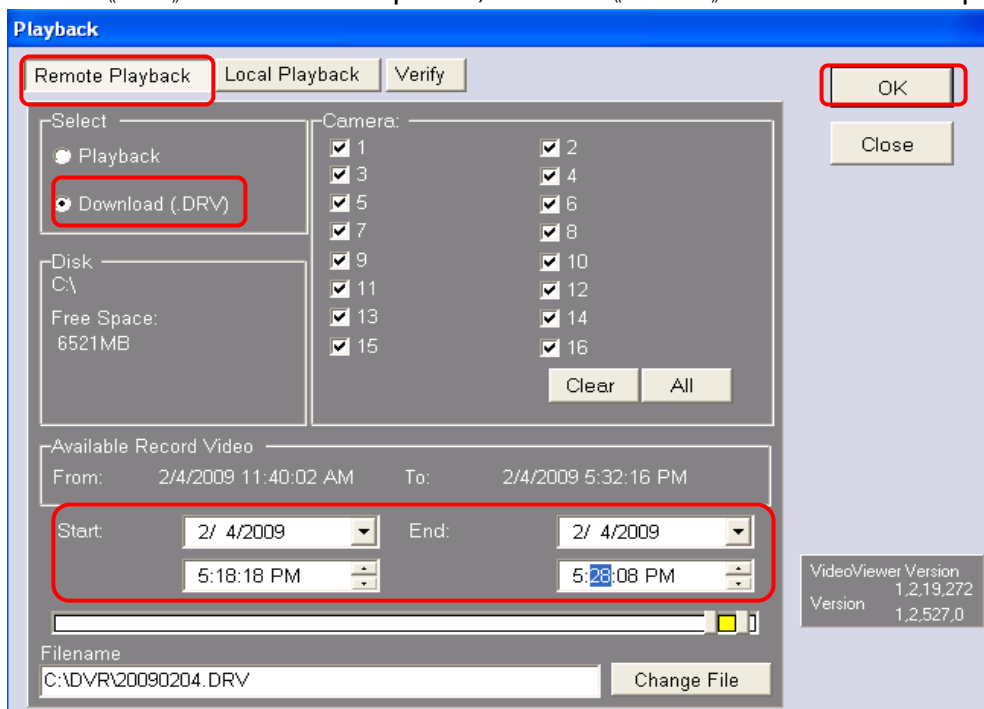 Playback
Remote Playback Local Playback Verify
OK
Close
Select
Playback
Download (.DRV)
Camera:
1 2
3 4
5 6
7 8
9 10
11 12
13 14
15 16
Clear All
Disk
C:\
Free Space:
6521MB
Available Record Video
From: 2/4/2009 11:40:02 AM To: 2/4/2009 5:32:16 PM
Start: 2/ 4/2009 End: 2/ 4/2009
5:18:18 PM 5:28:08 PM
VideoViewer Version
1,2,19,272
Version
1,2,527,0
Filename
C:\DVR\20090204.DRV Change File